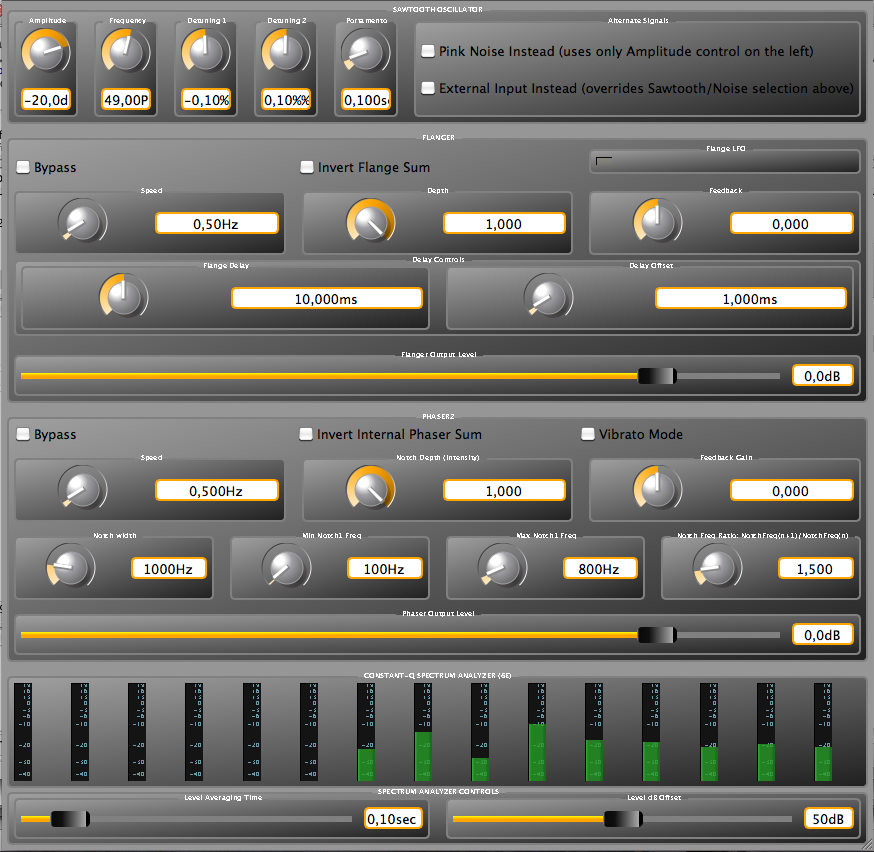 SAWTOOTH OSCILLATOR
Amplitude Frequency Detuning 1 Detuning 2 Portamento Alternate Signals
Pink Noise Instead (uses only Amplitude control on the left)
External Input Instead (overrides Sawtooth/Noise selection above)
-20,0d 49,00P -0,10% 0,10%% 0,100s
FLANGER
Flange LFO
Bypass Invert Flange Sum
Speed Depth Feedback
0,50Hz 1,000 0,000
Delay Controls
Flange Delay Delay Offset
10,000ms 1,000ms
Flanger Output Level
0,0dB
PHASER2
Bypass Invert Internal Phaser Sum Vibrato Mode
Speed Notch Depth (Intensity) Feedback Gain
0,500Hz 1,000 0,000
Notch width Min Notch1 Freq Max Notch1 Freq Notch Freq Ratio: NotchFreq(n+1)/NotchFreq(n)
1000Hz 100Hz 800Hz 1,500
Phaser Output Level
0,0dB
CONSTANT-Q SPECTRUM ANALYZER (6E)
SPECTRUM ANALYZER CONTROLS
Level Averaging Time Level dB Offset
0,10sec 50dB